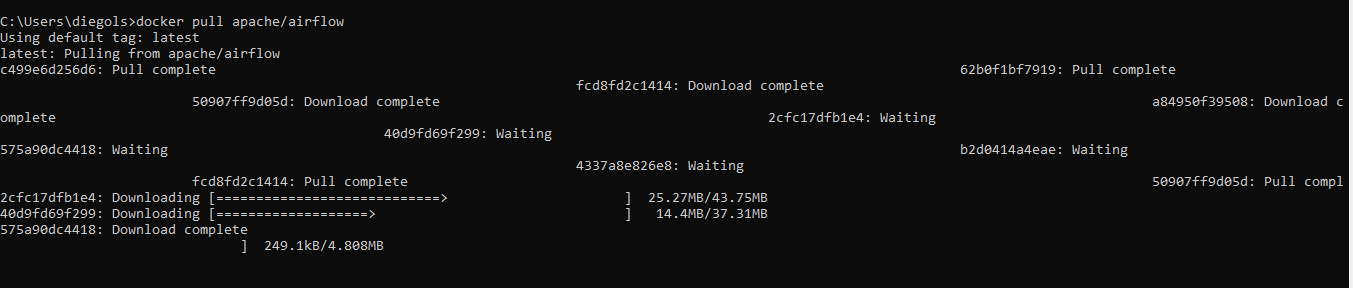 C:\Users\diegols>docker pull apache/airflow
Using default tag: latest
latest: Pulling from apache/airflow
c499e6d256d6: Pull complete 62b0f1bf7919: Pull complete
fcd8fd2c1414: Download complete
50907ff9d05d: Download complete a84950f39508: Download c
omplete 2cfc17dfb1e4: Waiting
40d9fd69f299: Waiting
575a90dc4418: Waiting b2d0414a4eae: Waiting
4337a8e826e8: Waiting
fcd8fd2c1414: Pull complete 50907ff9d05d: Pull compl
2cfc17dfb1e4: Downloading [============================> ] 25.27MB/43.75MB
40d9fd69f299: Downloading [===================> ] 14.4MB/37.31MB
575a90dc4418: Download complete
] 249.1kB/4.808MB